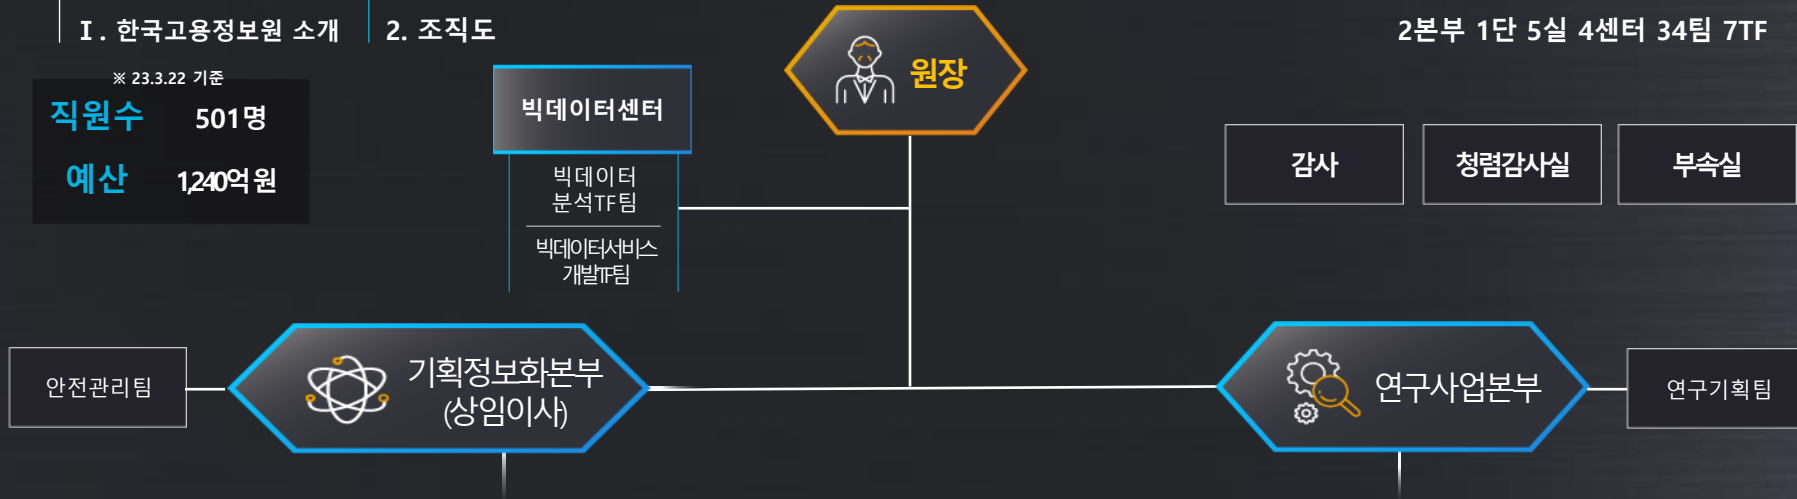 Ⅰ. 한국고용정보원 소개
2. 조직도
2본부 1단 5실 4센터 34팀 7TF
※ 23.3.22 기준
직원수 501명
예산 1,240억원
빅데이터센터
빅데이터
분석TF팀
빅데이터서비스
개발TF팀
원장
감사
청렴감사실
부속실
안전관리팀
기획정보화본부
(상임이사)
연구사업본부
연구기획팀